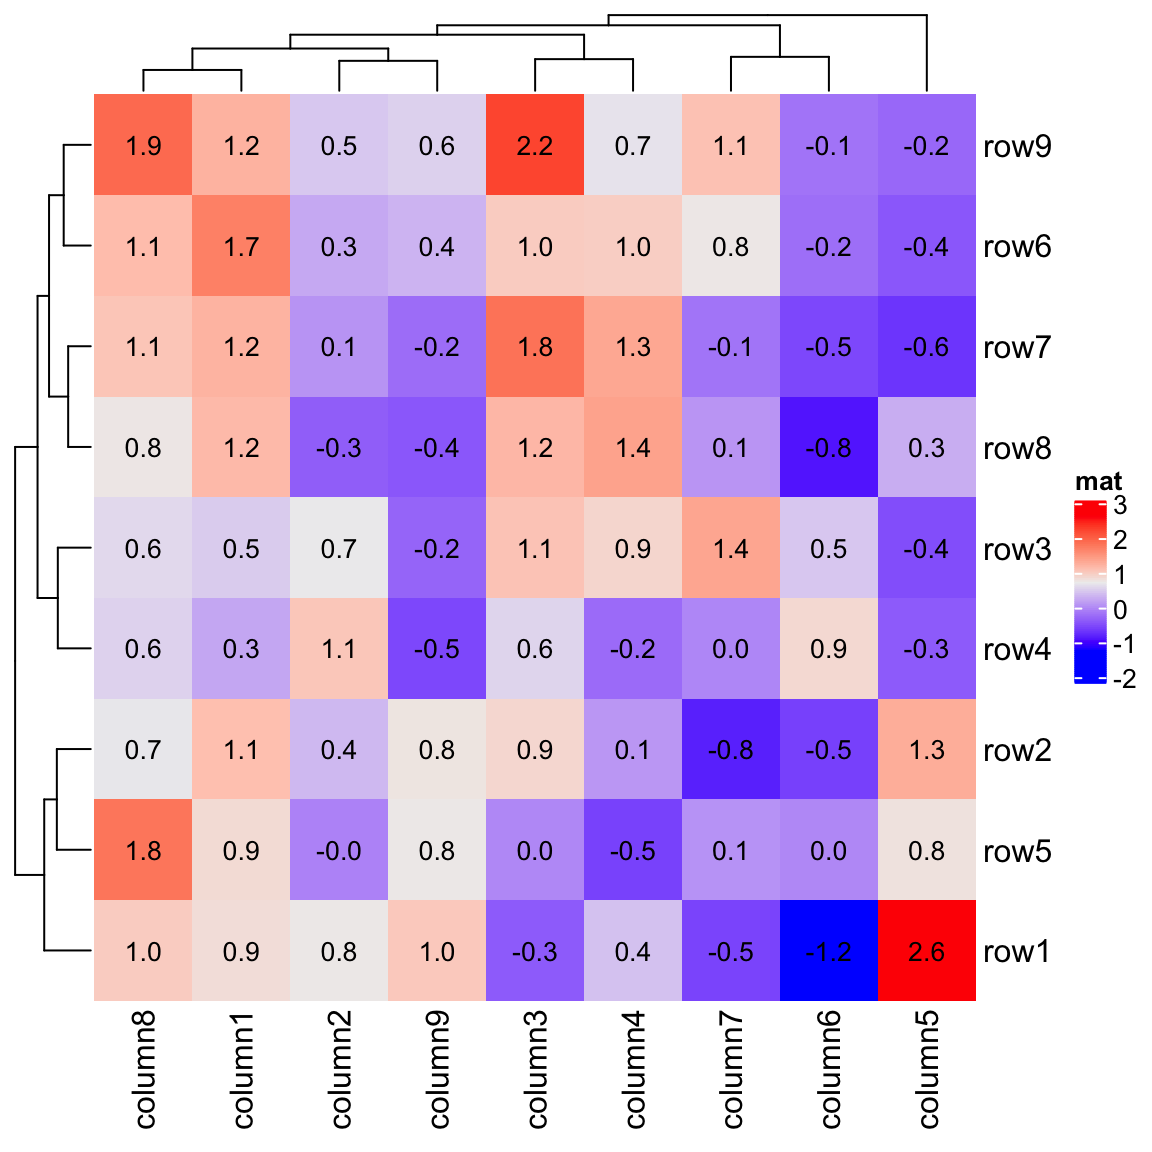 1.9 1.2 0.5 0.6 2.2 0.7 1.1 -0.1 -0.2 row9
1.1 1.7 0.3 0.4 1.0 1.0 0.8 -0.2 -0.4 row6
1.1 1.2 0.1 -0.2 1.8 1.3 -0.1 -0.5 -0.6 row7
0.8 1.2 -0.3 -0.4 1.2 1.4 0.1 -0.8 0.3 row8
0.6 0.5 0.7 -0.2 1.1 0.9 1.4 0.5 -0.4 row3
0.6 0.3 1.1 -0.5 0.6 -0.2 0.0 0.9 -0.3 row4
0.7 1.1 0.4 0.8 0.9 0.1 -0.8 -0.5 1.3 row2
1.8 0.9 -0.0 0.8 0.0 -0.5 0.1 0.0 0.8 row5
1.0 0.9 0.8 1.0 -0.3 0.4 -0.5 -1.2 2.6 row1
column8 column1 column2 column9 column3 column4 column7 column6 column5
mat
3
2
1
0
-1
-2